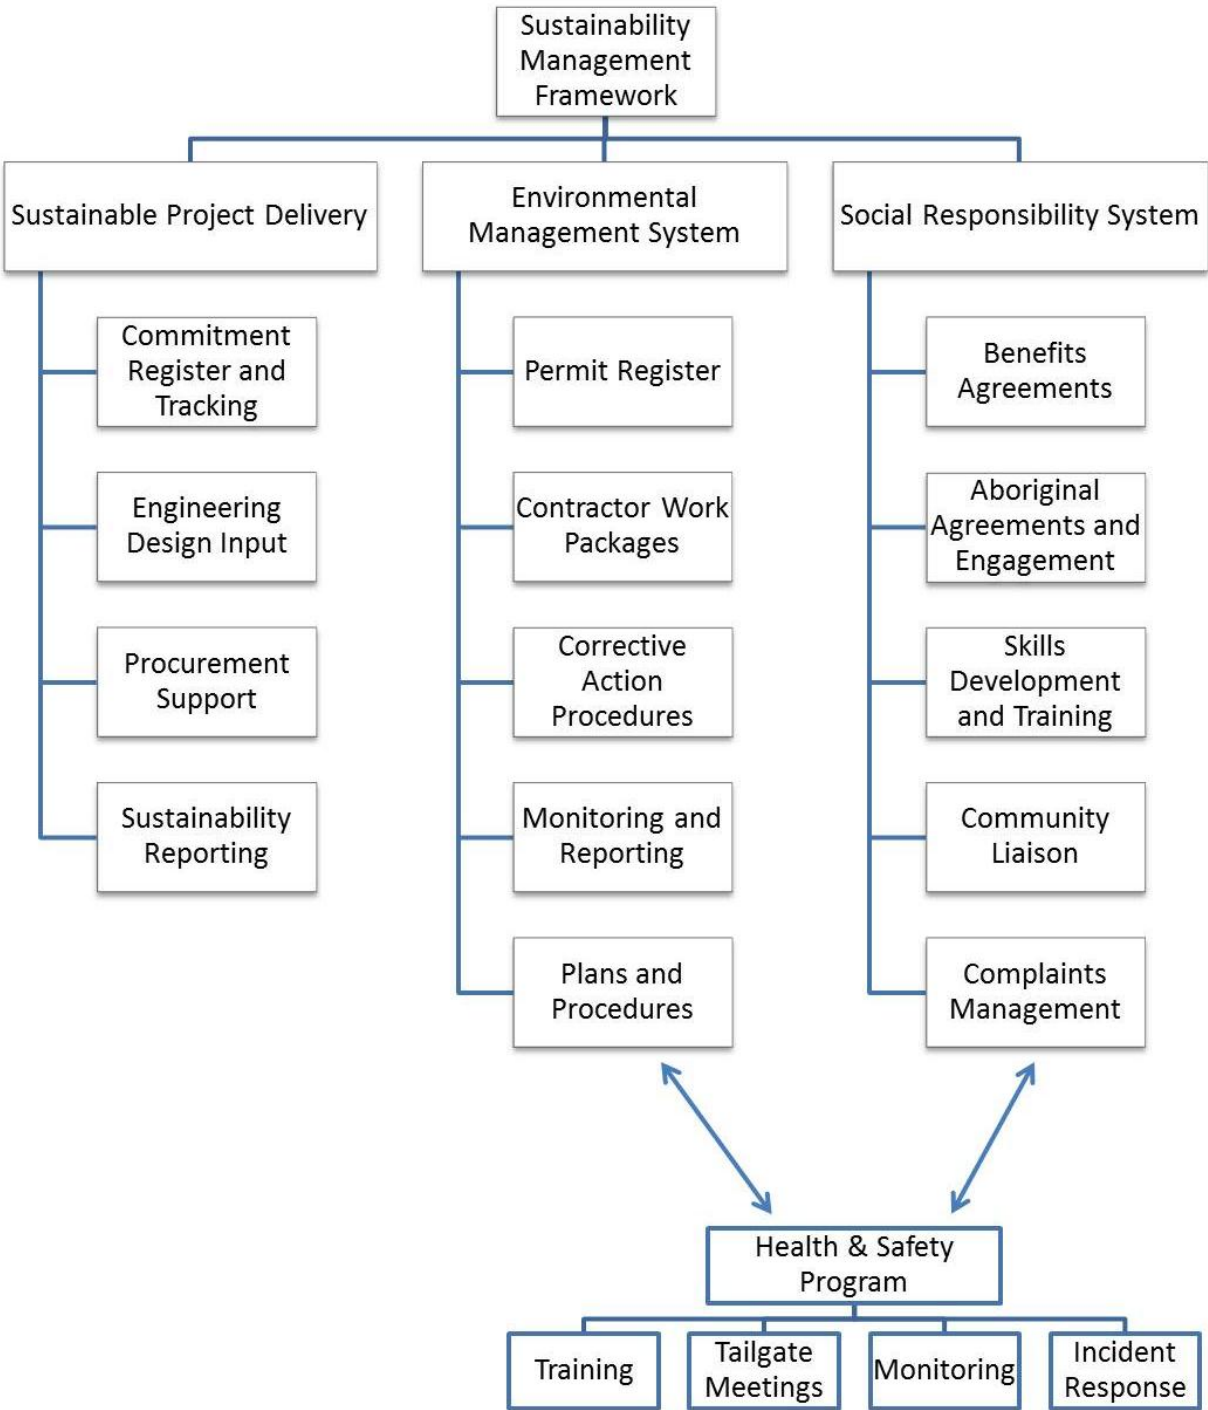 Sustainability
Management
Framework
Sustainable Project Delivery
Environmental
Management System
Social Responsibility System
Commitment
Register and
Tracking
Engineering
Design Input
Procurement
Support
Sustainability
Reporting
Permit Register
Contractor Work
Packages
Corrective
Action
Procedures
Monitoring and
Reporting
Plans and
Procedures
Benefits
Agreements
Aboriginal
Agreements and
Engagement
Skills
Development
and Training
Community
Liaison
Complaints
Management
Health & Safety
Program
Training
Tailgate
Meetings
Monitoring
Incident
Response